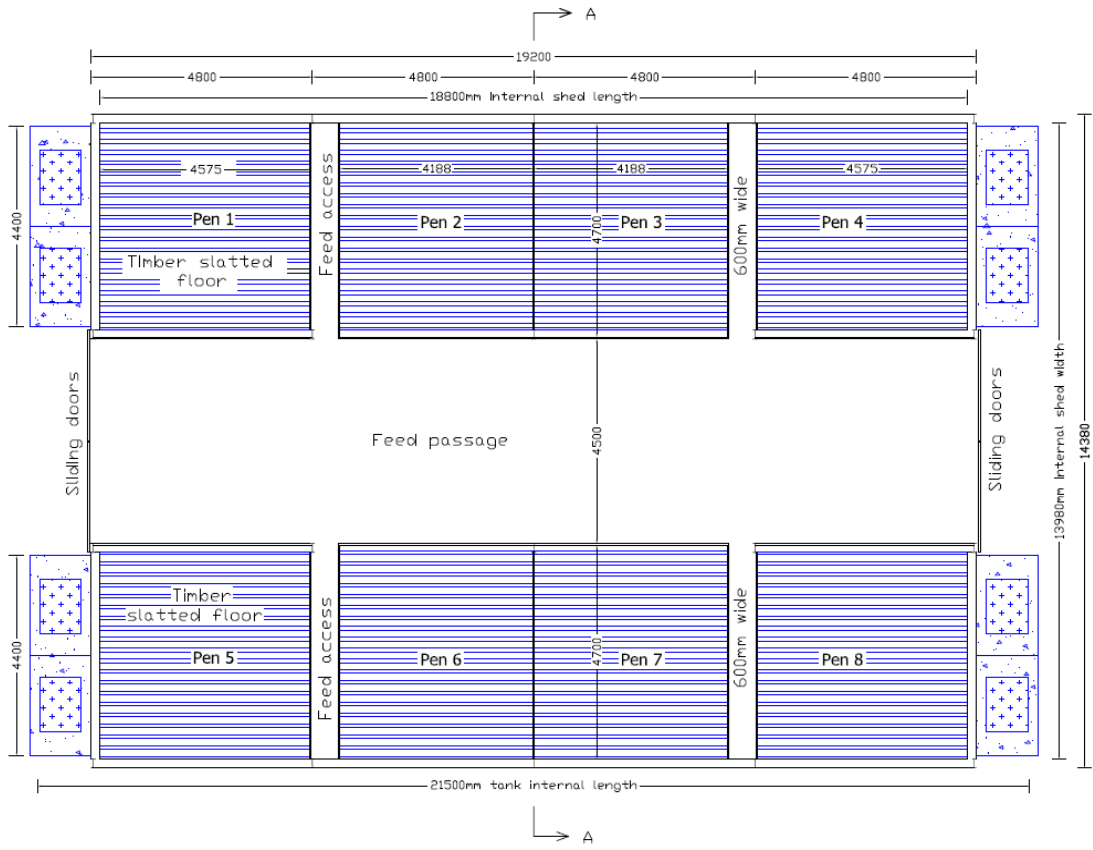 A
19200
4800
4800
4800
4800
18800mm Internal shed length
4575
4188
4188
4575
Feed access
600mm wide
Pen 1
Pen 2
Pen 3
Pen 4
4700
4400
TImber slatted
floor
Sliding doors
Feed passage
4500
Sliding doors
13980mm Internal shed width
14380
Timber
slatted floor
Feed access
600mm wide
4400
4700
Pen 5
Pen 6
Pen 7
Pen 8
21500mm tank internal length
A